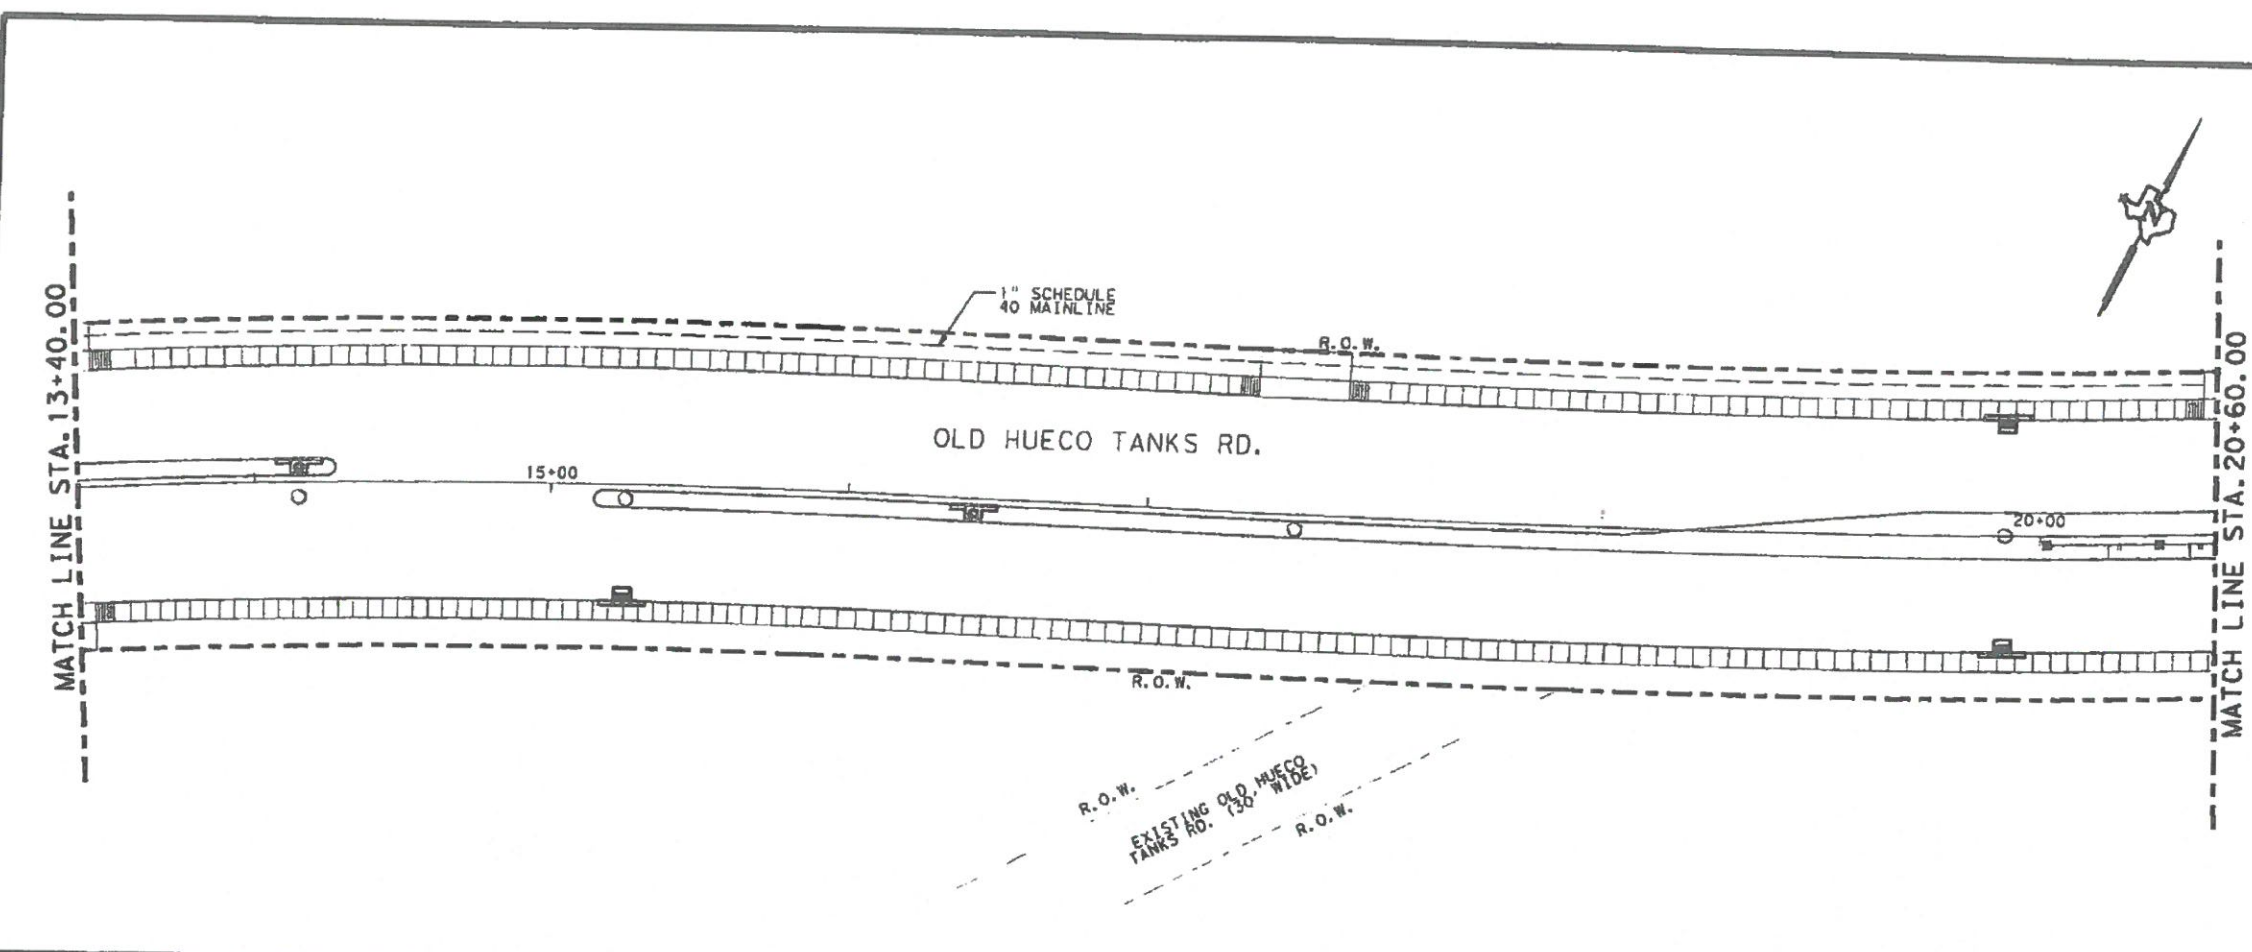 1" SCHEDULE
40 MAINLINE
R.O.W.
MATCH LINE STA. 13+40.00
OLD HUECO TANKS RD.
15+00
20+00
MATCH LINE STA. 20+60.00
R.O.W.
R.O.W.
EXISTING OLD HUECO
TANKS RD. (30' WIDE)
R.O.W.
N